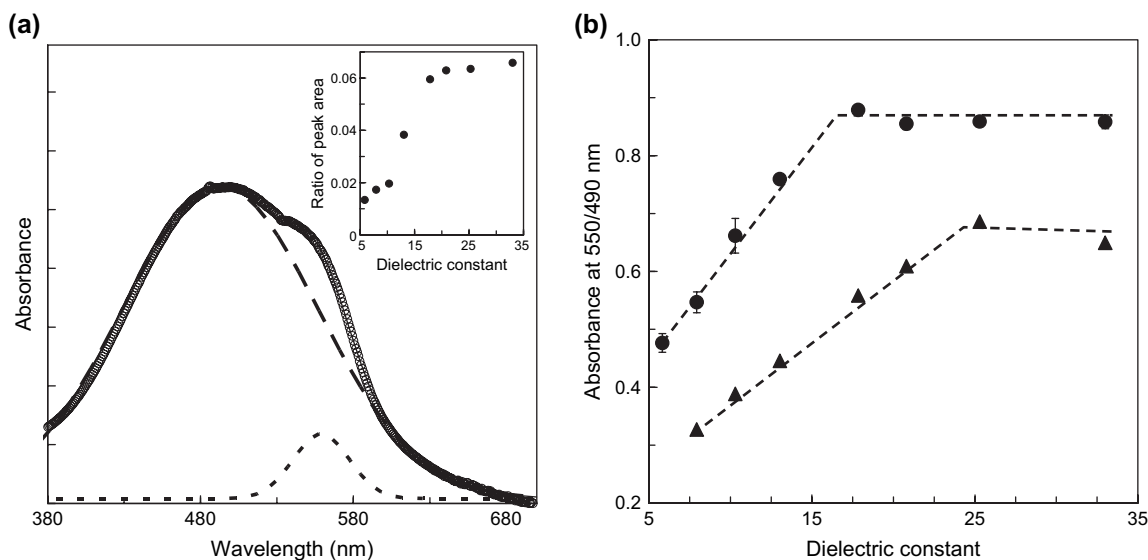 (a)
Absorbance
380
480
580
680
Wavelength (nm)
Ratio of peak area
0.06
0.04
0.02
0
5
15
25
35
Dielectric constant
(b)
Absorbance at 550/490 nm
1.0
0.8
0.6
0.4
0.2
5
15
25
35
Dielectric constant